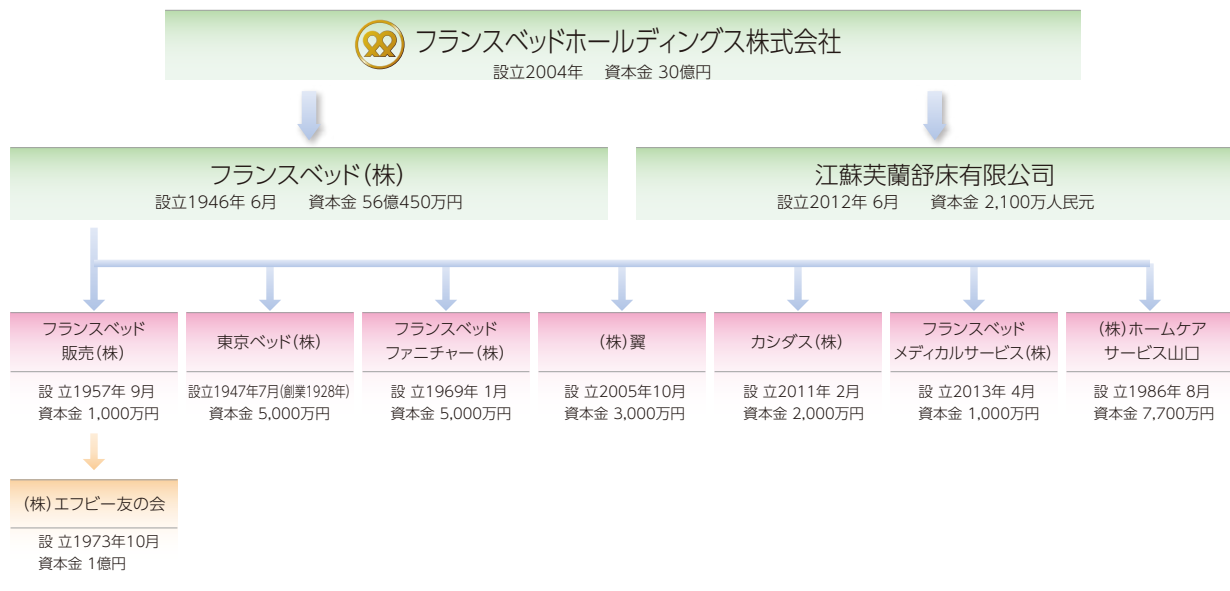 フランスベッドホールディングス株式会社
設立2004年 資本金 30億円
フランスベッド(株)
設立1946年 6月 資本金 56億450万円
江蘇芙蘭舒床有限公司
設立2012年 6月 資本金 2,100万人民元
フランスベッド
販売(株)
設 立1957年 9月
資本金 1,000万円
東京ベッド(株)
設立1947年7月(創業1928年)
資本金 5,000万円
フランスベッド
ファニチャー(株)
設 立1969年 1月
資本金 5,000万円
(株)翼
設 立2005年10月
資本金 3,000万円
カシダス(株)
設 立2011年 2月
資本金 2,000万円
フランスベッド
メディカルサービス(株)
設 立2013年 4月
資本金 1,000万円
(株)ホームケア
サービス山口
設 立1986年 8月
資本金 7,700万円
(株)エフビー友の会
設 立1973年10月
資本金 1億円